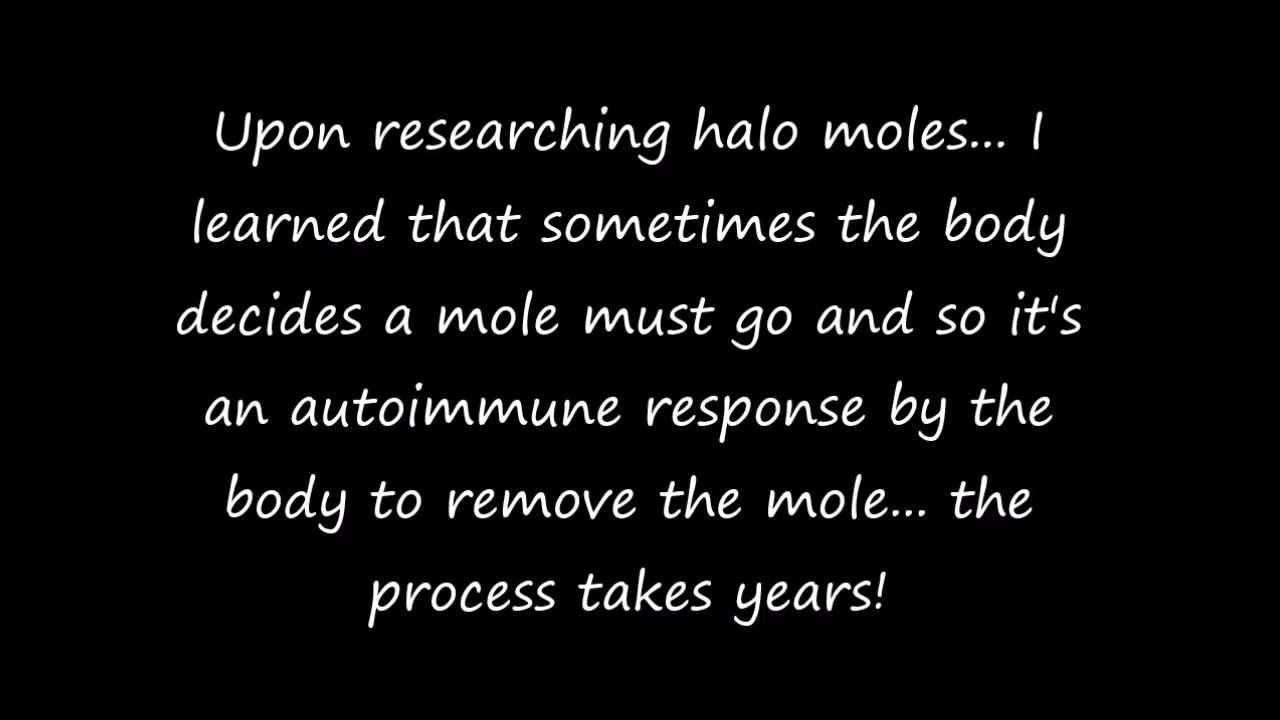 Upon researching halo moles... I
learned that sometimes the body
decides a mole must go and so it's
an autoimmune response by the
body to remove the mole... the
process takes years!